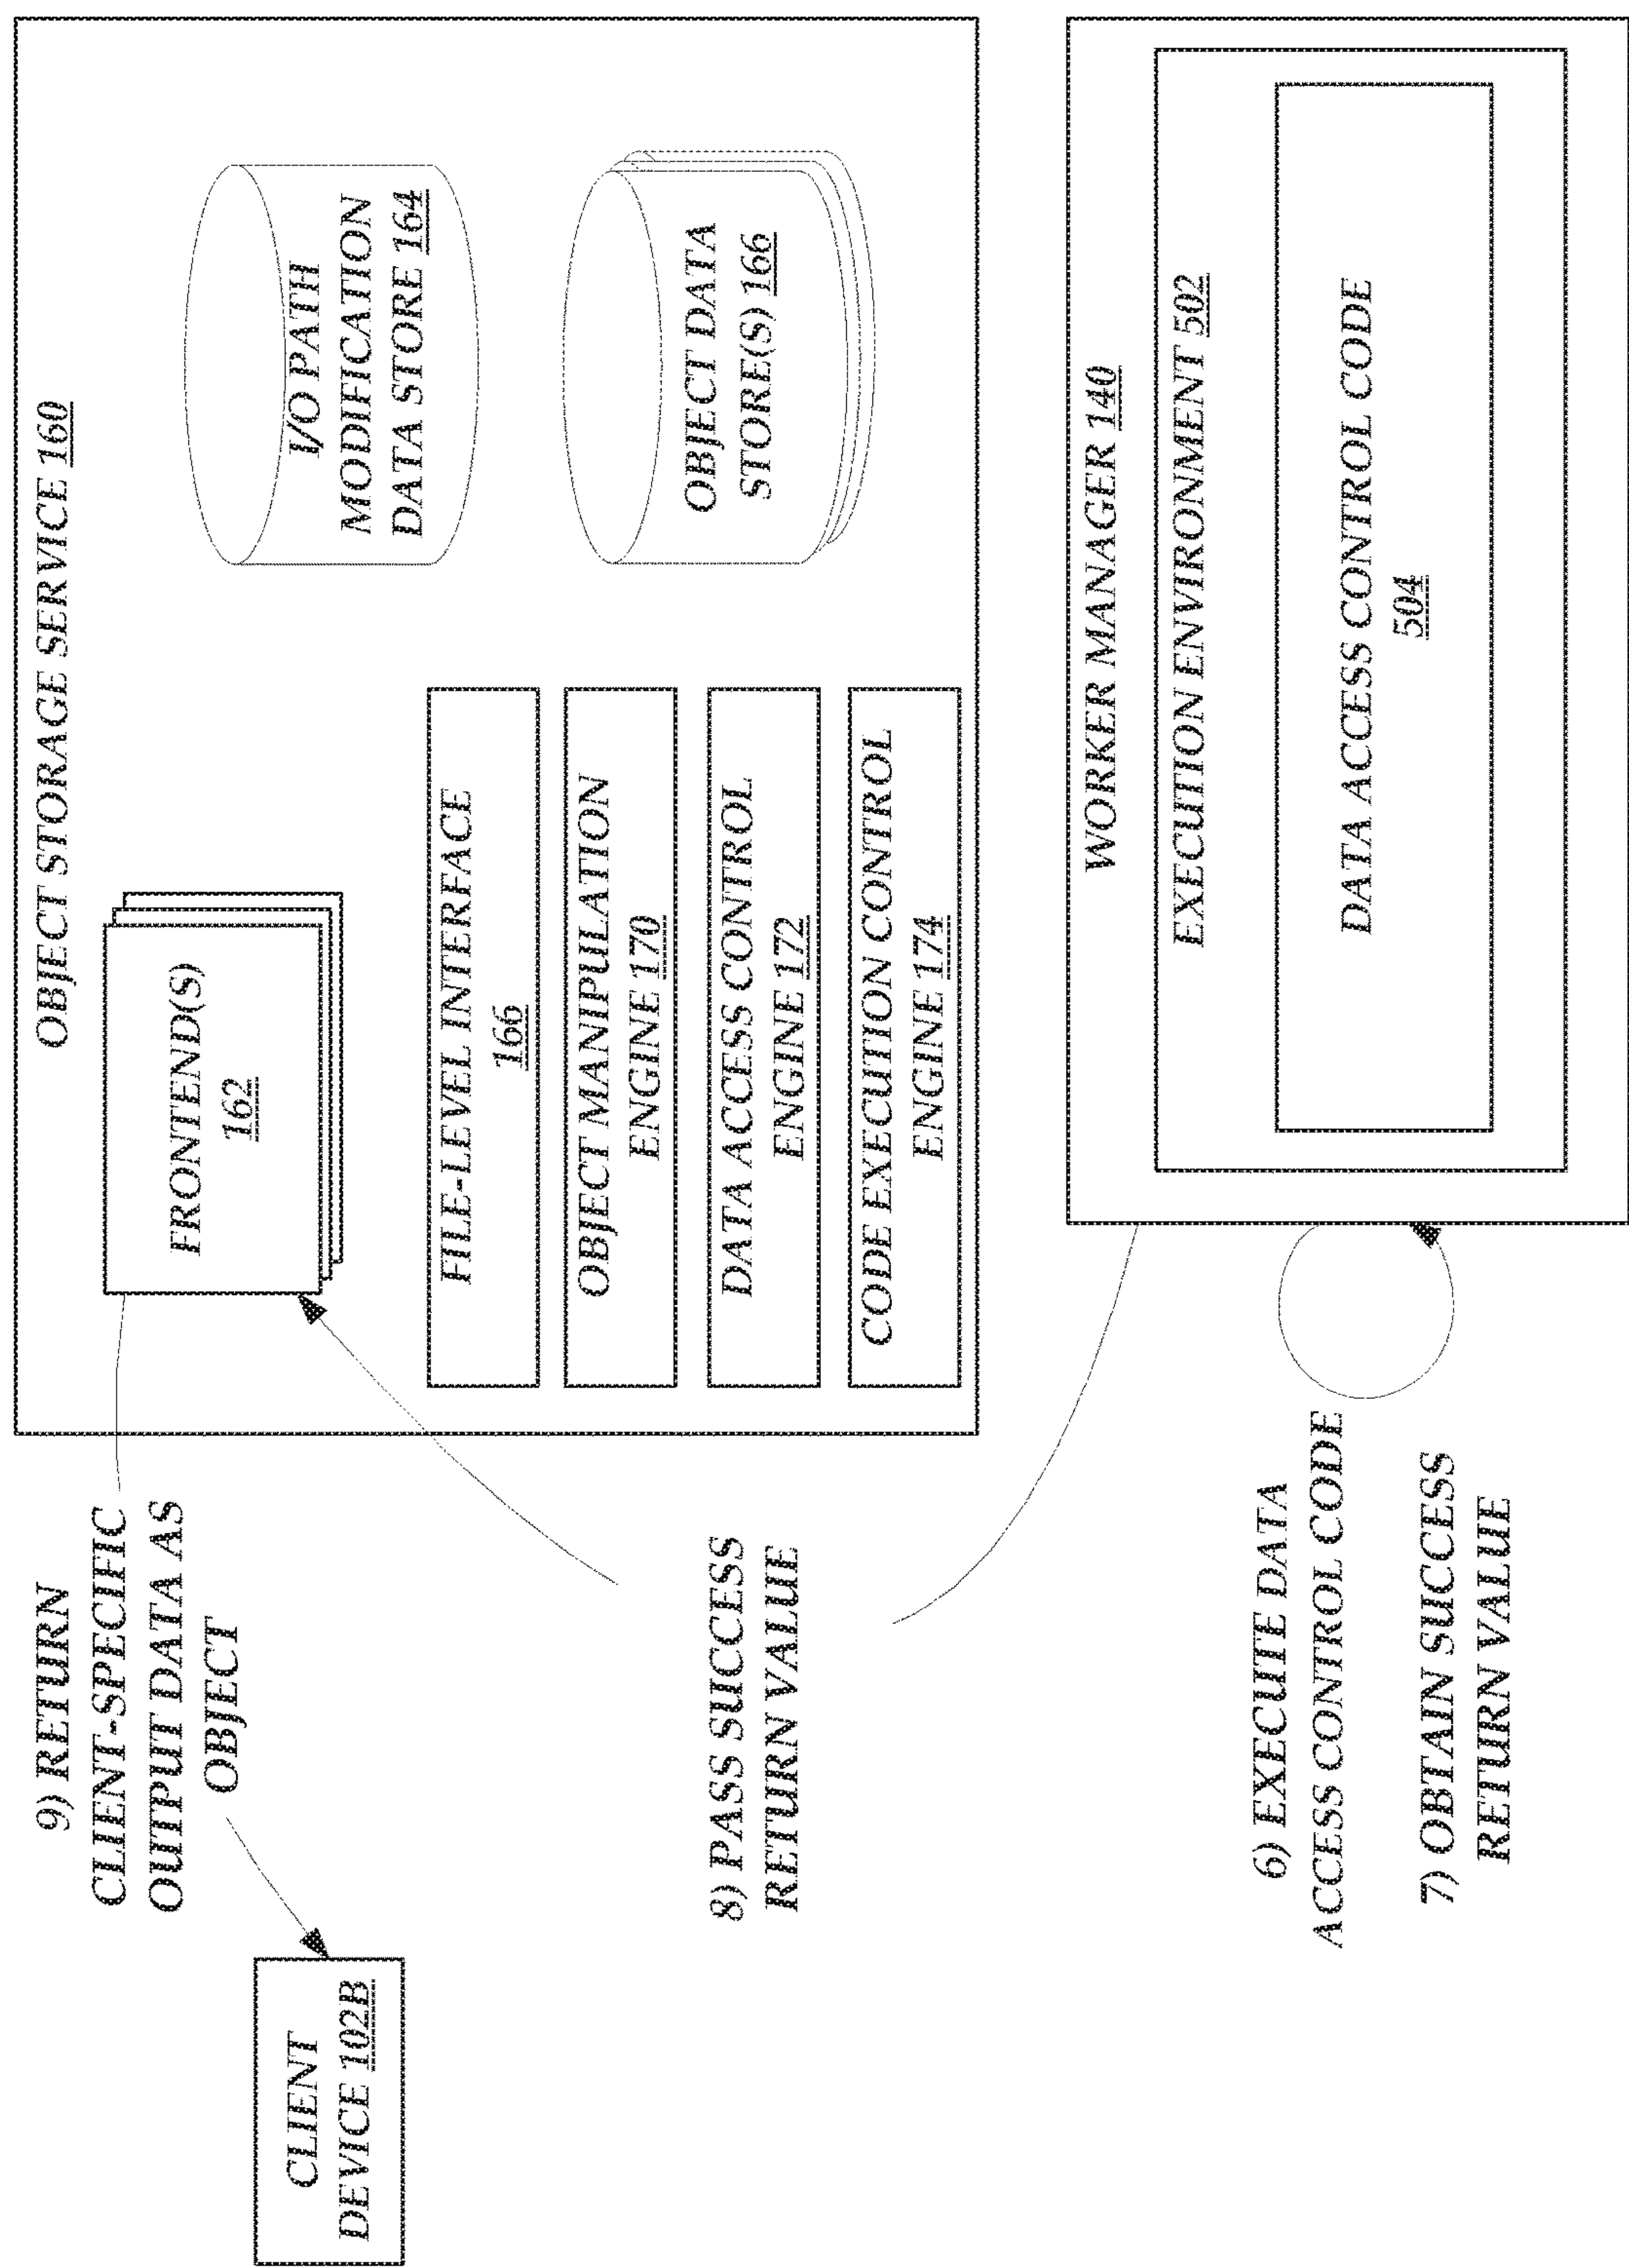 OBJECT STORAGE SERVICE 160
FRONTEND(S)
162
I/O PATH
MODIFICATION
DATA STORE 164
FILE-LEVEL INTERFACE
166
OBJECT MANIPULATION
ENGINE 170
DATA ACCESS CONTROL
ENGINE 172
CODE EXECUTION CONTROL
ENGINE 174
OBJECT DATA
STORE(S) 166
9) RETURN
CLIENT-SPECIFIC
OUTPUT DATA AS
OBJECT
CLIENT
DEVICE 102B
8) PASS SUCCESS
RETURN VALUE
WORKER MANAGER 140
EXECUTION ENVIRONMENT 502
DATA ACCESS CONTROL CODE
504
6) EXECUTE DATA
ACCESS CONTROL CODE
7) OBTAIN SUCCESS
RETURN VALUE